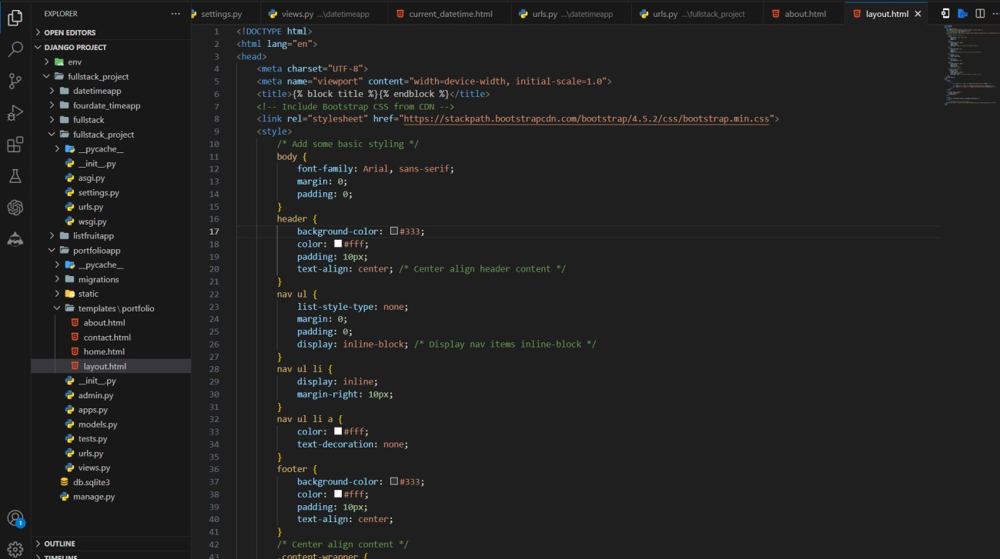 EXPLORER
OPEN EDITORS
DJANGO PROJECT
env
fullstack_project
datetimeapp
fourdate_timeapp
fullstack
fullstack_project
__pycache__
__init__.py
asgi.py
settings.py
urls.py
wsgi.py
listfruitapp
portfolioapp
__pycache__
migrations
static
templates\portfolio
about.html
contact.html
home.html
layout.html
__init__.py
admin.py
apps.py
models.py
tests.py
urls.py
views.py
db.sqlite3
manage.py
OUTLINE
TIMELINE
1
settings.py
views.py ...\datetimeapp
current_datetime.html
urls.py ...\datetimeapp
urls.py ...\fullstack_project
about.html
layout.html
1 <!DOCTYPE html>
2 <html lang="en">
3 <head>
4 <meta charset="UTF-8">
5 <meta name="viewport" content="width=device-width, initial-scale=1.0">
6 <title>{% block title %}{% endblock %}</title>
7 <!-- Include Bootstrap CSS from CDN -->
8 <link rel="stylesheet" href="https://stackpath.bootstrapcdn.com/bootstrap/4.5.2/css/bootstrap.min.css">
9 <style>
10 /* Add some basic styling */
11 body {
12 font-family: Arial, sans-serif;
13 margin: 0;
14 padding: 0;
15 }
16 header {
17 background-color: #333;
18 color: #fff;
19 padding: 10px;
20 text-align: center; /* Center align header content */
21 }
22 nav ul {
23 list-style-type: none;
24 margin: 0;
25 padding: 0;
26 display: inline-block; /* Display nav items inline-block */
27 }
28 nav ul li {
29 display: inline;
30 margin-right: 10px;
31 }
32 nav ul li a {
33 color: #fff;
34 text-decoration: none;
35 }
36 footer {
37 background-color: #333;
38 color: #fff;
39 padding: 10px;
40 text-align: center;
41 }
42 /* Center align content */
43 .content-wrapper {